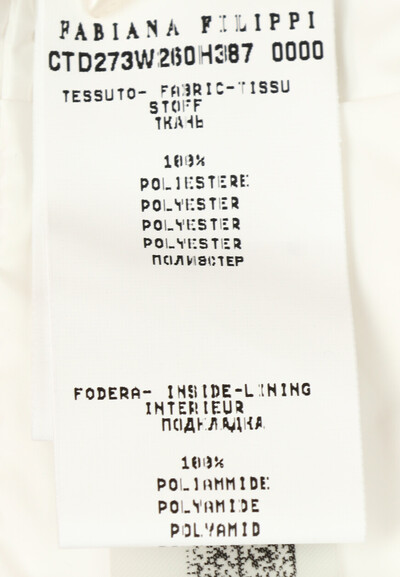 FABIANA FILIPPI
CTD273W260H387 0000
TESSUTO- FABRIC-TISSU
STOFF
ТКАНЬ
100%
POLIESTERE
POLYESTER
POLYESTER
POLYESTER
ПОЛИЭСТЕР
FODERA- INSIDE-LINING
INTERIEUR
ПОДКЛАДКА
100%
POLIAMMIDE
POLYAMIDE
POLYAMID